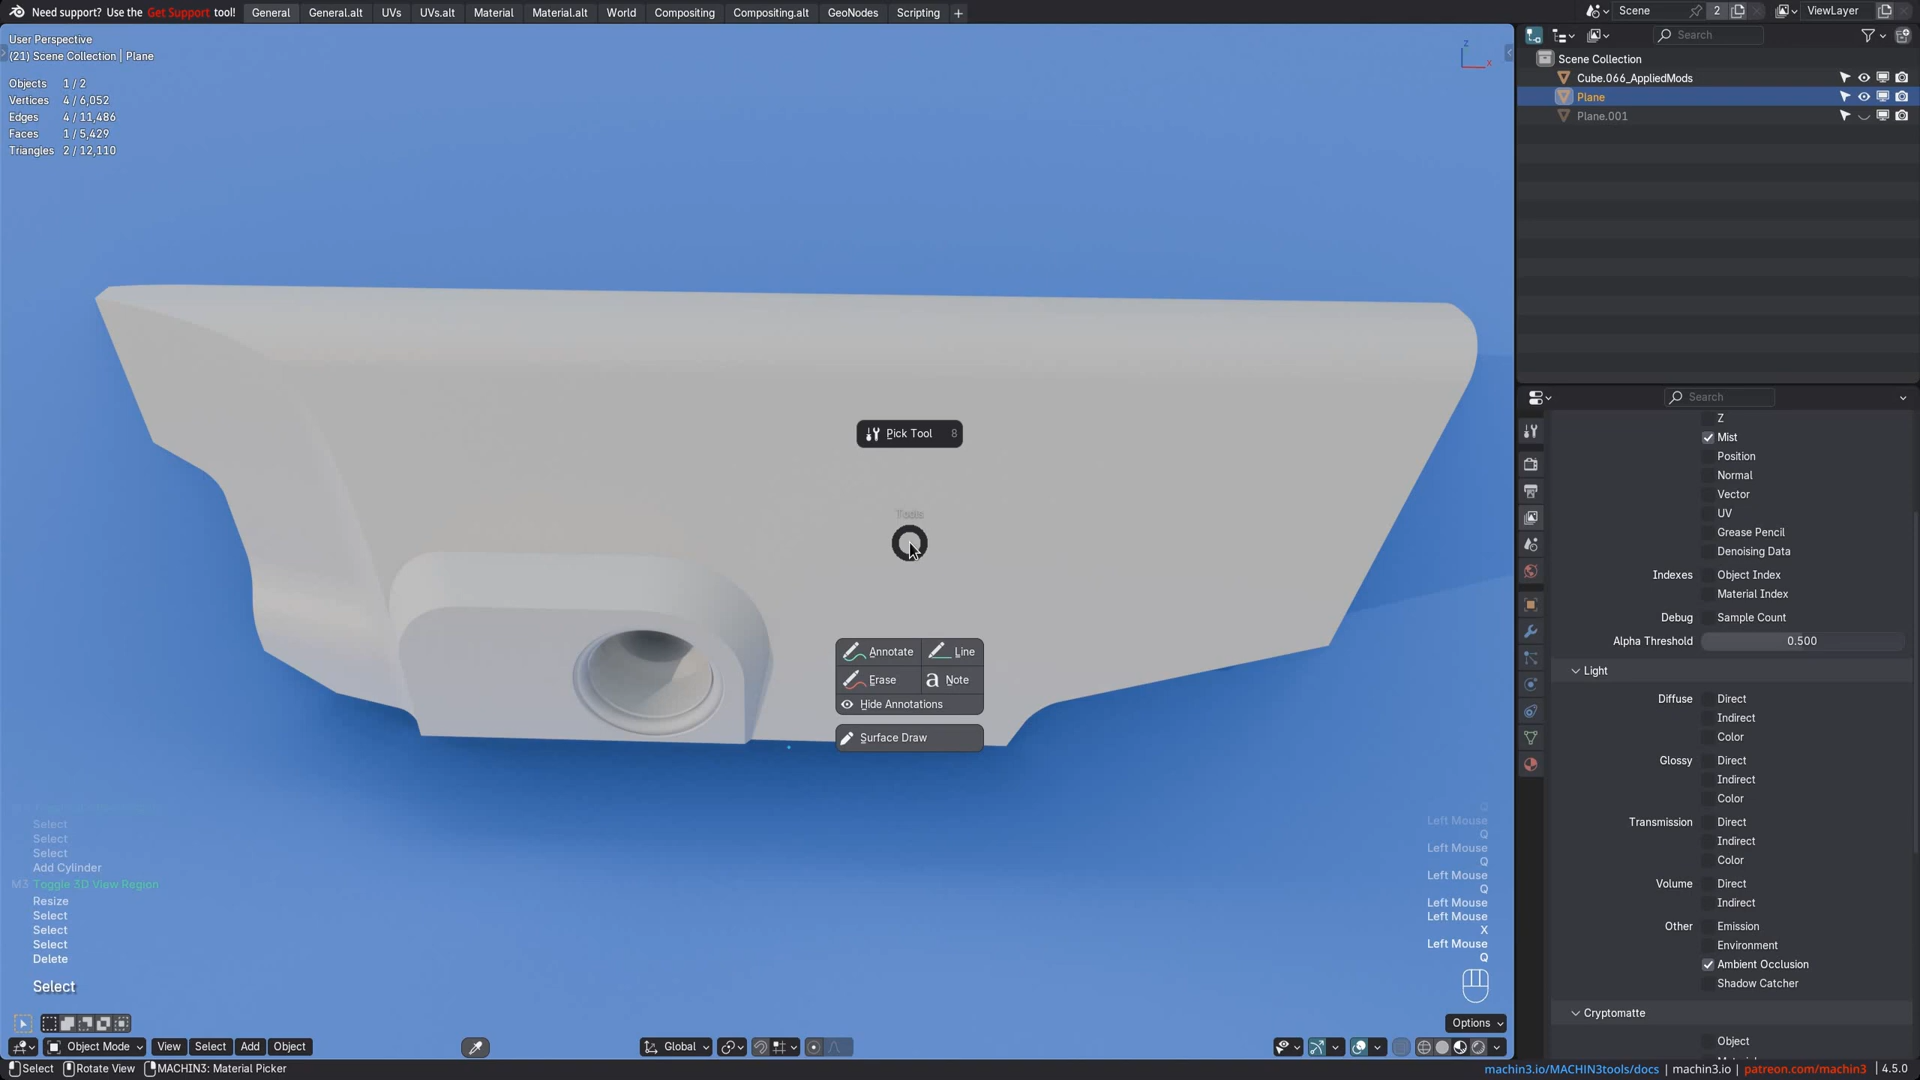 Need support? Use the Get Support tool!
General
General.alt
UVs
UVs.alt
Material
Material.alt
World
Compositing
Compositing.alt
GeoNodes
Scripting
+
Scene
2
ViewLayer
User Perspective
(21) Scene Collection | Plane
Objects 1 / 2
Vertices 4 / 6,052
Edges 4 / 11,486
Faces 1 / 5,429
Triangles 2 / 12,110
Z
X
Search
Scene Collection
Cube.066_AppliedMods
Plane
Plane.001
Pick Tool 8
Tools
Annotate
Line
Erase
a Note
Hide Annotations
Surface Draw
Select
Select
Select
Add Cylinder
M3 Toggle 3D View Region
Resize
Select
Select
Select
Delete
Select
Q
Left Mouse
Q
Left Mouse
Q
Left Mouse
Q
Left Mouse
Left Mouse
X
Left Mouse
Q
Options
Object Mode
View
Select
Add
Object
Global
Search
Z
Mist
Position
Normal
Vector
UV
Grease Pencil
Denoising Data
Indexes Object Index
Material Index
Debug Sample Count
Alpha Threshold 0.500
Light
Diffuse Direct
Indirect
Color
Glossy Direct
Indirect
Color
Transmission Direct
Indirect
Color
Volume Direct
Indirect
Other Emission
Environment
Ambient Occlusion
Shadow Catcher
Cryptomatte
Object
Select
Rotate View
MACHIN3: Material Picker
machin3.io/MACHIN3tools/docs | machin3.io | patreon.com/machin3 | 4.5.0